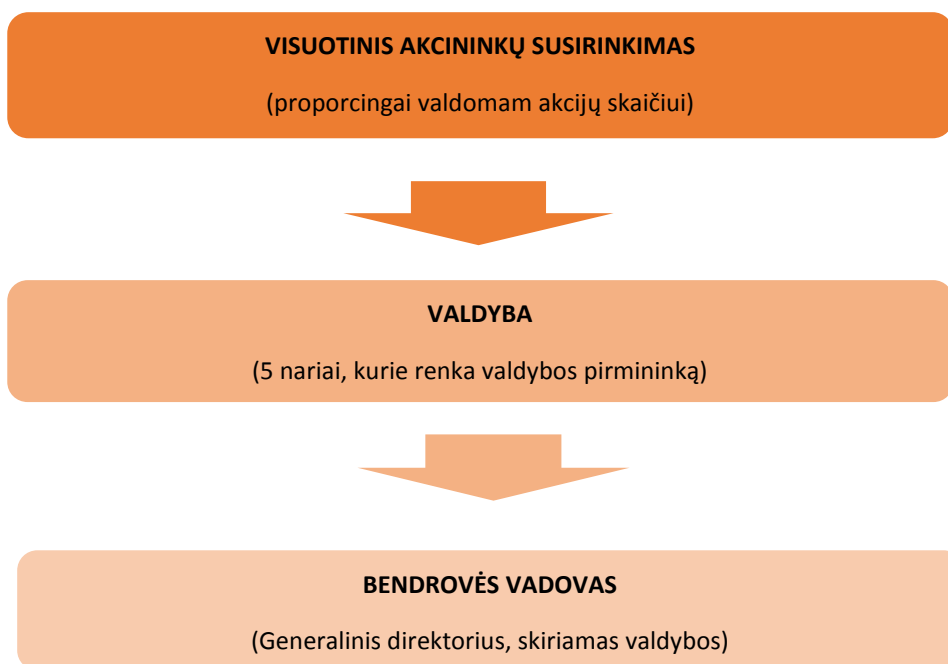 VISUOTINIS AKCININKŲ SUSIRINKIMAS
(proporcingai valdomam akcijų skaičiui)
VALDYBA
(5 nariai, kurie renka valdybos pirmininką)
BENDROVĖS VADOVAS
(Generalinis direktorius, skiriamas valdybos)